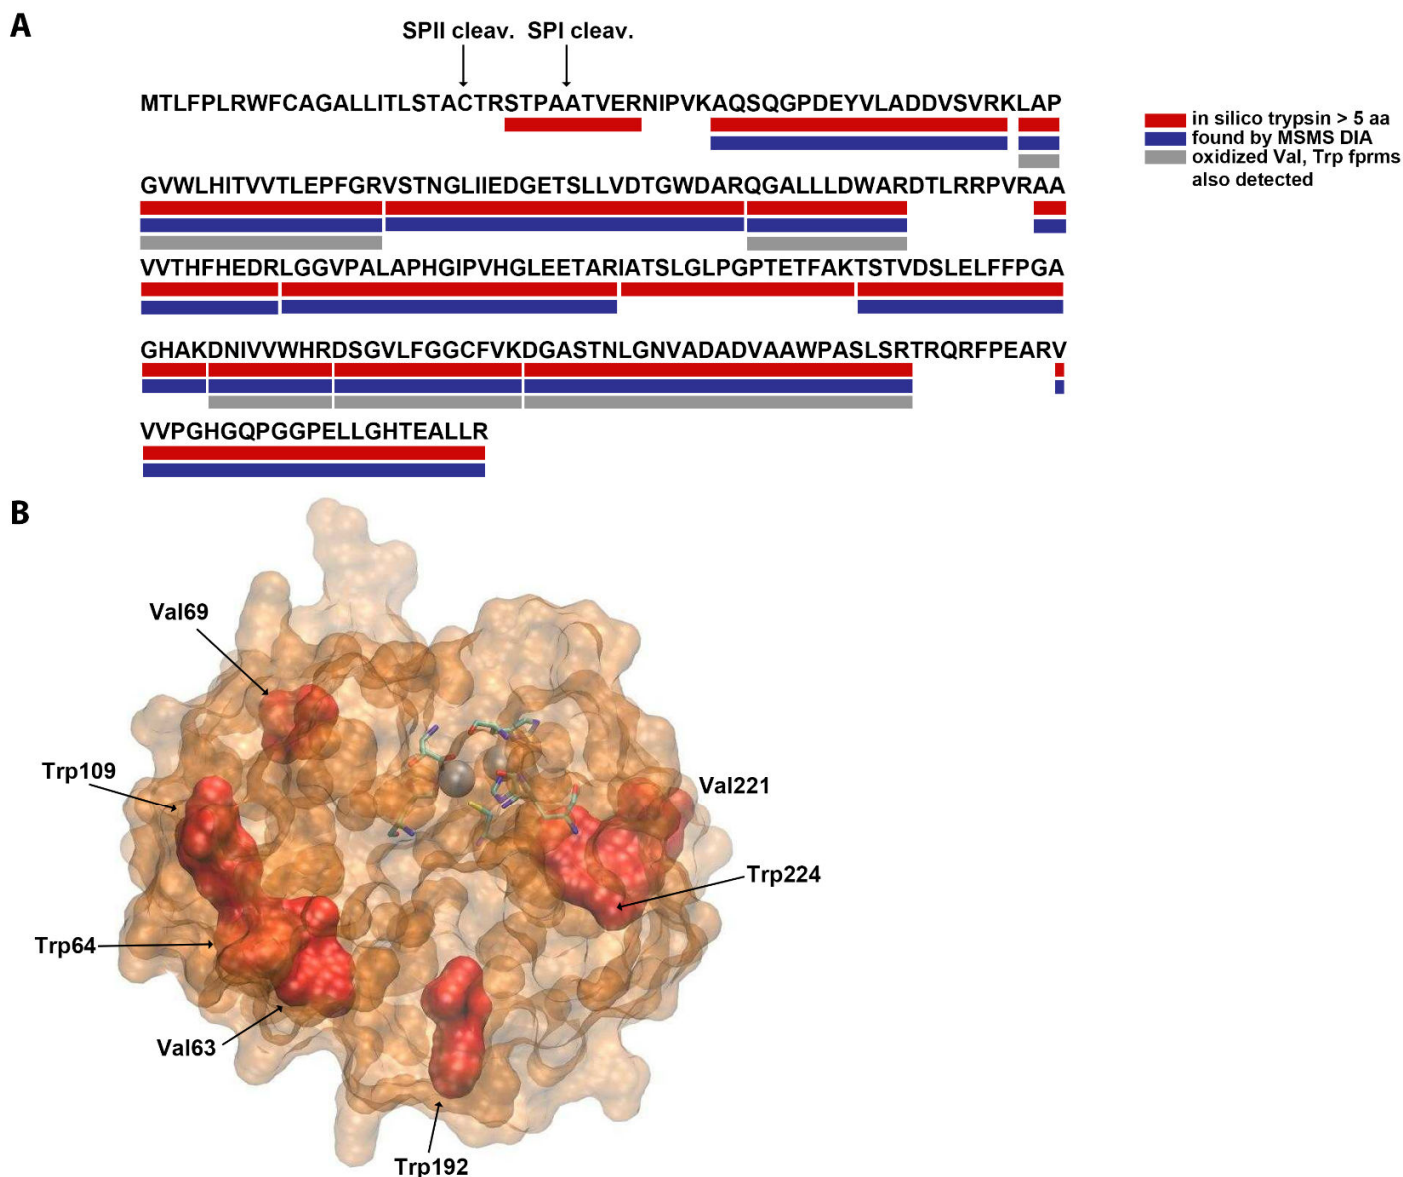 A
SPII cleav. SPI cleav.
MTLFPLRWFCAGALLITLSTACTRSTPAATVERNIPVKAQSQGPDEYVLADDVSVRKLAP
in silico trypsin > 5 aa
found by MSMS DIA
oxidized Val, Trp fprms
also detected
GVWLHITVVTLEPFGRVSTNGLIIEDGETSLLVDTGWDARQGALLLDWARDTLRRPVRAA
VVTHFHEDRLGGVPALAPHGIPVHGLEETARIATSLGLPGPTETFAKTSTVDSLELFFPGA
GHAKDNIVVWHRDSGVLFGGCFVKDGASTNLGNVADADVAAWPASLSRTRQRFPEARV
VVPGHGQPGGPELLGHTEALLR
B
Val69
Trp109
Val221
Trp224
Trp64
Val63
Trp192